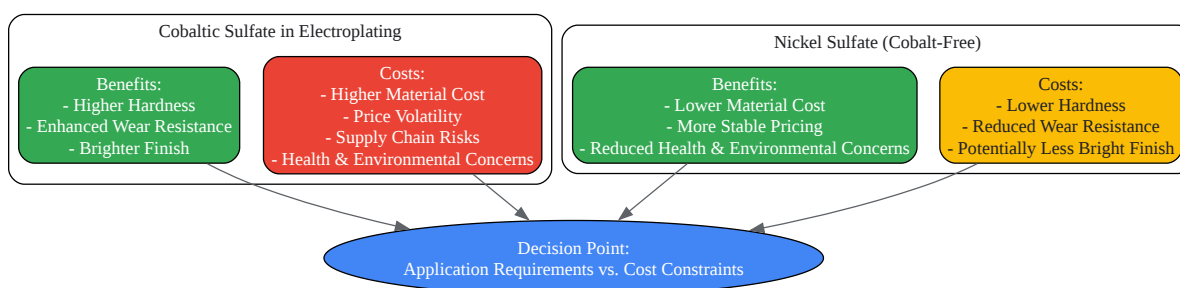 Cobaltic Sulfate in Electroplating
Benefits:
- Higher Hardness
- Enhanced Wear Resistance
- Brighter Finish
Costs:
- Higher Material Cost
- Price Volatility
- Supply Chain Risks
- Health & Environmental Concerns
Nickel Sulfate (Cobalt-Free)
Benefits:
- Lower Material Cost
- More Stable Pricing
- Reduced Health & Environmental Concerns
Costs:
- Lower Hardness
- Reduced Wear Resistance
- Potentially Less Bright Finish
Decision Point:
Application Requirements vs. Cost Constraints